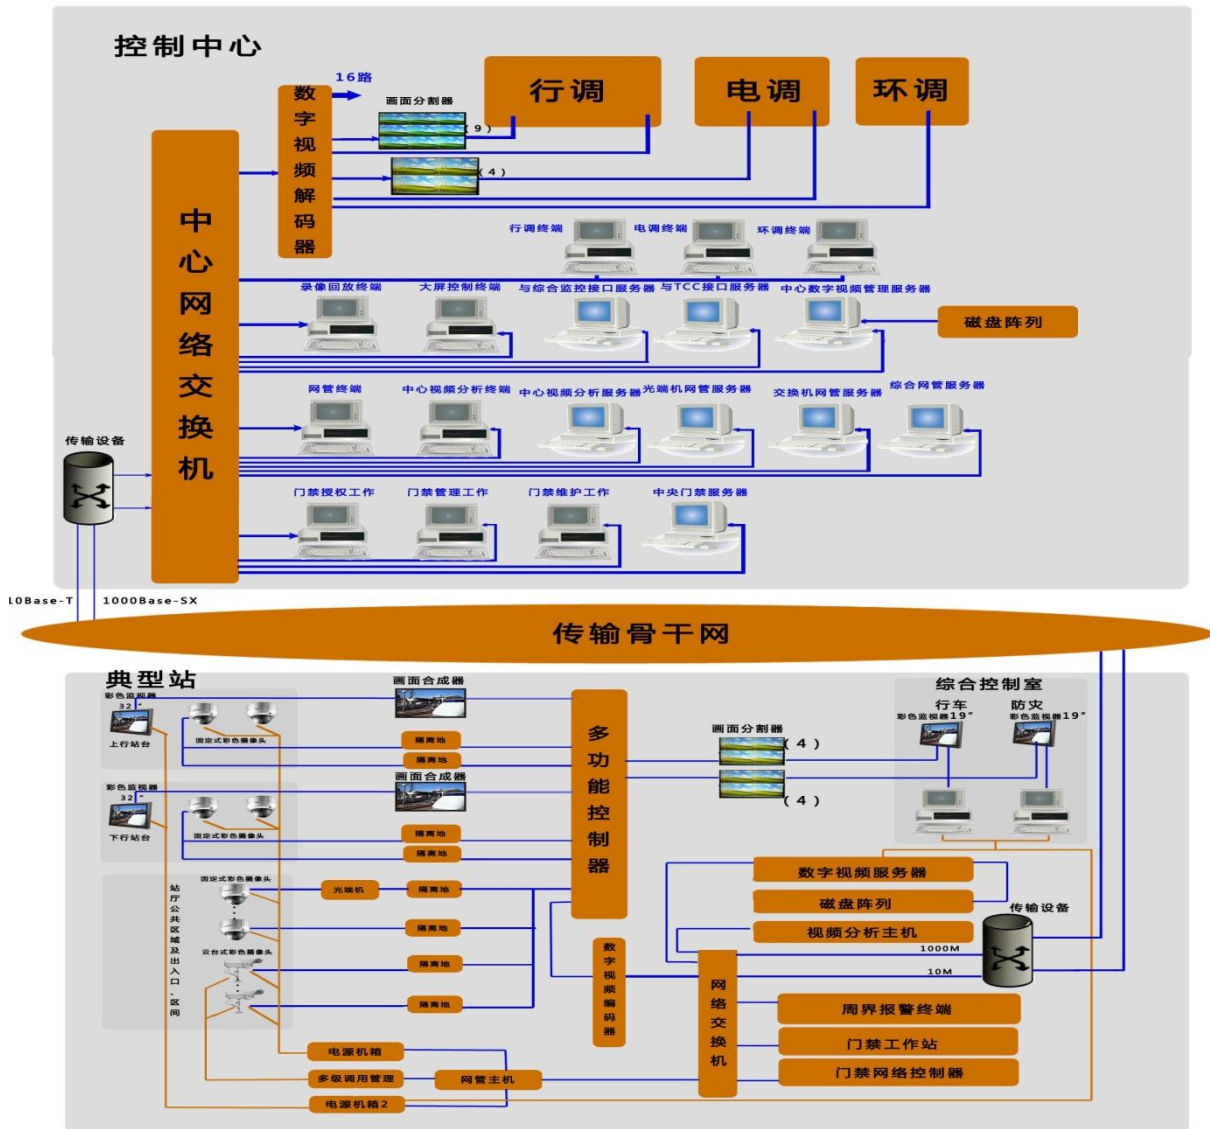 控制中心
16路
数字视频解码器
画面分割器
(9)
(4)
行调
电调
环调
中心网络交换机
行调终端
电调终端
环调终端
录像回放终端
大屏控制终端
与综合监控接口服务器
与TCC接口服务器
中心数字视频管理服务器
磁盘阵列
网管终端
中心视频分析终端
中心视频分析服务器
光端机网管服务器
交换机网管服务器
综合网管服务器
传输设备
门禁授权工作
门禁管理工作
门禁维护工作
中央门禁服务器
10Base-T
1000Base-SX
传输骨干网
典型站
彩色监视器
32"
上行站台
固定式彩色摄像头
画面合成器
隔离地
隔离地
彩色监视器
32"
下行站台
固定式彩色摄像头
画面合成器
隔离地
隔离地
多功能控制器
画面分割器
(4)
(4)
综合控制室
行车
防灾
彩色监视器19"
彩色监视器19"
站厅公共区域及出入口、区间
固定式彩色摄像头
光端机
隔离地
隔离地
云台式彩色摄像头
隔离地
隔离地
数字视频编码器
数字视频服务器
磁盘阵列
视频分析主机
传输设备
1000M
10M
网络交换机
周界报警终端
门禁工作站
门禁网络控制器
电源机箱
多级调用管理
网管主机
电源机箱2